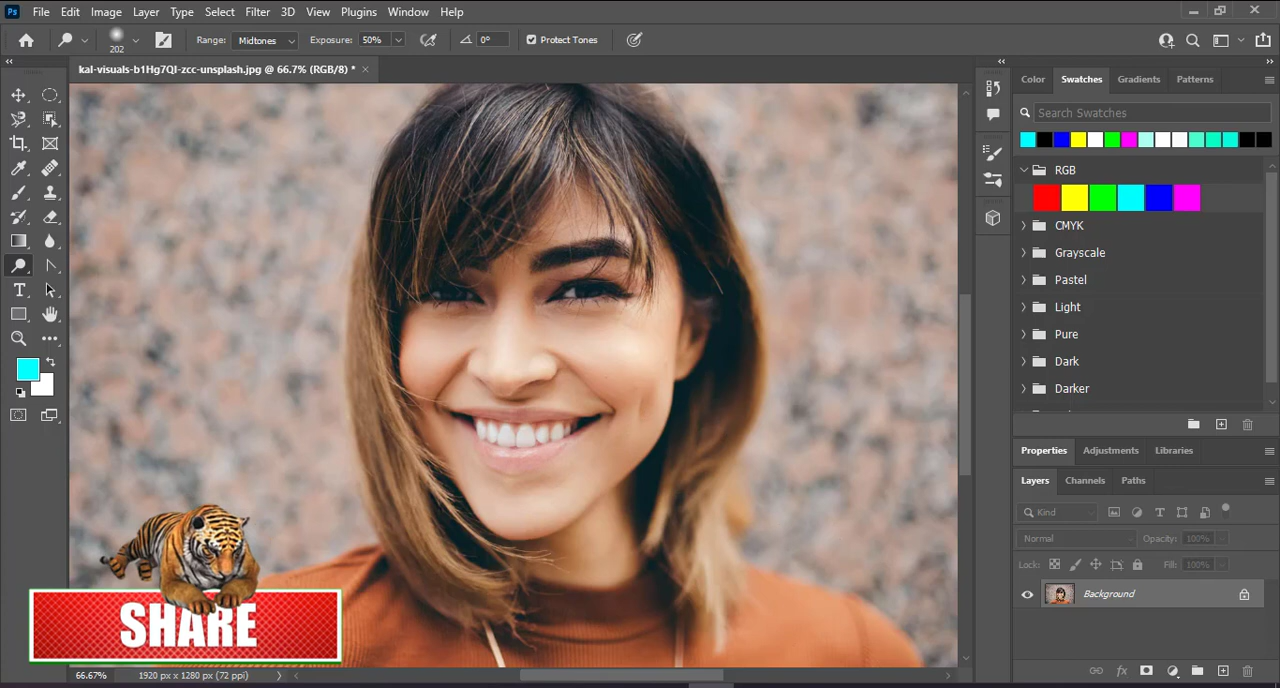 Ps File Edit Image Layer Type Select Filter 3D View Plugins Window Help
202 Range: Midtones Exposure: 50% 0° Protect Tones
kal-visuals-b1Hg7QI-zcc-unsplash.jpg @ 66.7% (RGB/8) *
Color Swatches Gradients Patterns
Search Swatches
RGB
CMYK
Grayscale
Pastel
Light
Pure
Dark
Darker
Properties Adjustments Libraries
Layers Channels Paths
Kind
Normal Opacity: 100%
Lock: Fill: 100%
Background
SHARE
66.67% 1920 px x 1280 px (72 ppi)